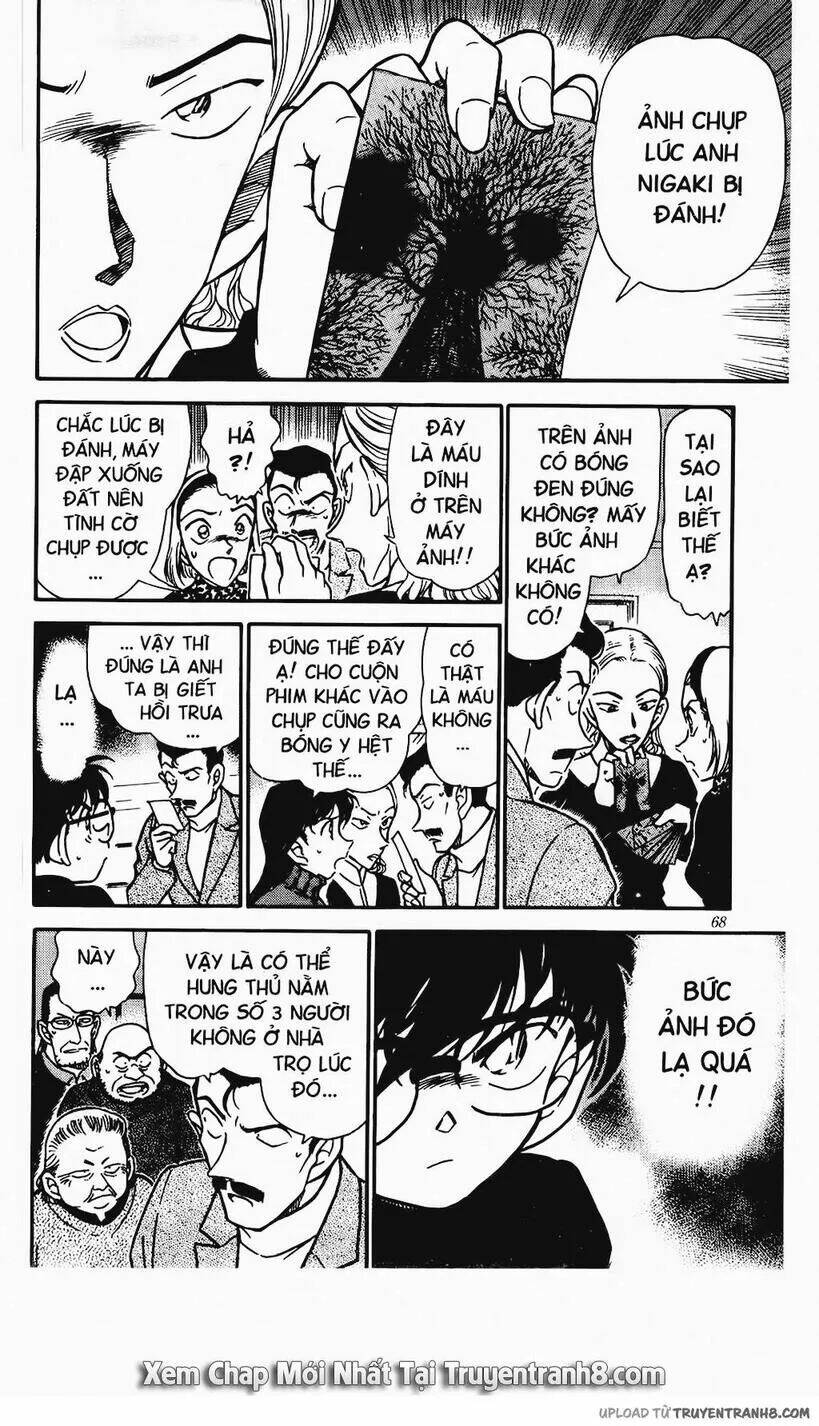 ẢNH CHỤP
LÚC ANH
NIGAKI BỊ
ĐÁNH!
TẠI
SAO LẠI
BIẾT
THẾ
Ạ?
TRÊN ẢNH
CÓ BÓNG
ĐEN ĐÚNG
KHÔNG? MẤY
BỨC ẢNH
KHÁC
KHÔNG
CÓ!
ĐÂY
LÀ MÁU
DÍNH
Ở TRÊN
MÁY
ẢNH!!
HẢ
?!
CHẮC LÚC BỊ
ĐÁNH, MÁY
ĐẬP XUỐNG
ĐẤT NÊN
TÌNH CỜ
CHỤP ĐƯỢC
...
CÓ
THẬT
LÀ MÁU
KHÔNG
...
ĐÚNG THẾ ĐẤY
Ạ! CHO CUỘN
PHIM KHÁC VÀO
CHỤP CŨNG RA
BÓNG Y HỆT
THẾ...
... VẬY THÌ
ĐÚNG LÀ ANH
TA BỊ GIẾT
HỒI TRƯA
...
LẠ
...
68
BỨC
ẢNH ĐÓ
LẠ QUÁ
!!
VẬY LÀ CÓ THỂ
HUNG THỦ NẰM
TRONG SỐ 3 NGƯỜI
KHÔNG Ở NHÀ
TRỌ LÚC
ĐÓ...
NÀY
...
Xem Chap Mới Nhất Tại Truyentranh8.com
UPLOAD TỪ TRUYENTRANH8.COM